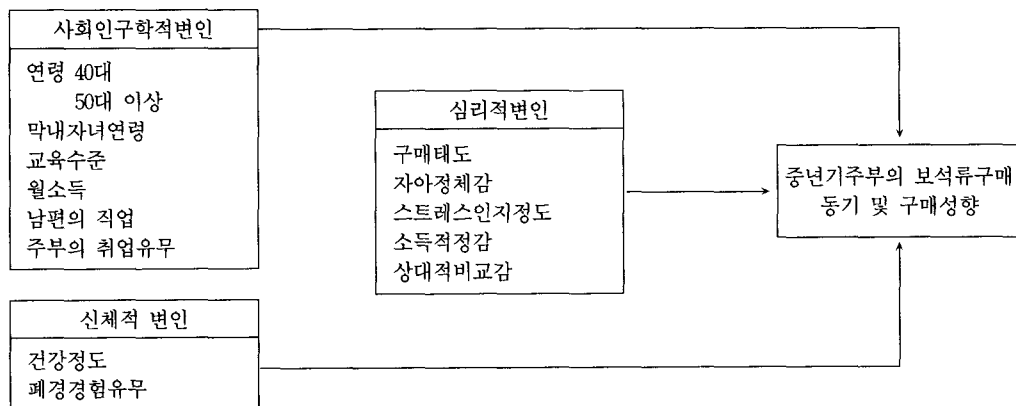 사회인구학적변인
연령 40대
50대 이상
막내자녀연령
교육수준
월소득
남편의 직업
주부의 취업유무
심리적변인
구매태도
자아정체감
스트레스인지정도
소득적정감
상대적비교감
중년기주부의 보석류구매
동기 및 구매성향
신체적 변인
건강정도
폐경경험유무